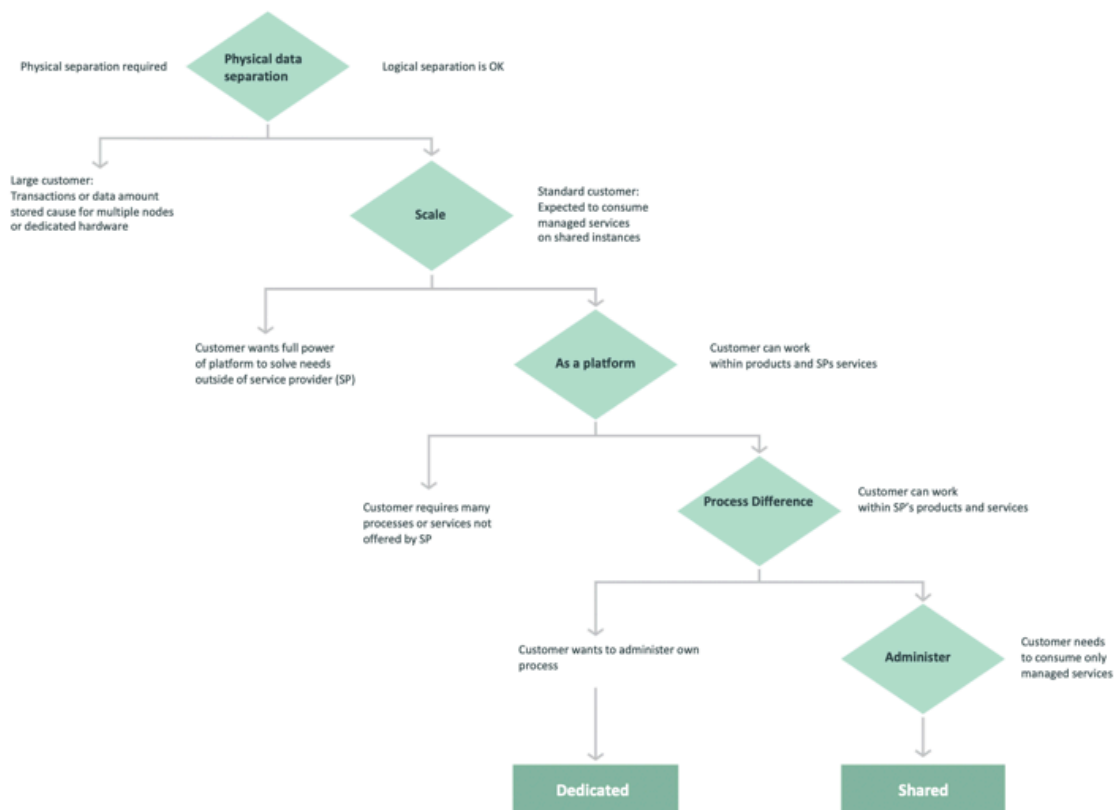 Physical separation required
Physical data
separation
Logical separation is OK
Large customer:
Transactions or data amount
stored cause for multiple nodes
or dedicated hardware
Scale
Standard customer:
Expected to consume
managed services
on shared instances
Customer wants full power
of platform to solve needs
outside of service provider (SP)
As a platform
Customer can work
within products and SPs services
Customer requires many
processes or services not
offered by SP
Process Difference
Customer can work
within SP's products and services
Customer wants to administer own
process
Administer
Customer needs
to consume only
managed services
Dedicated
Shared